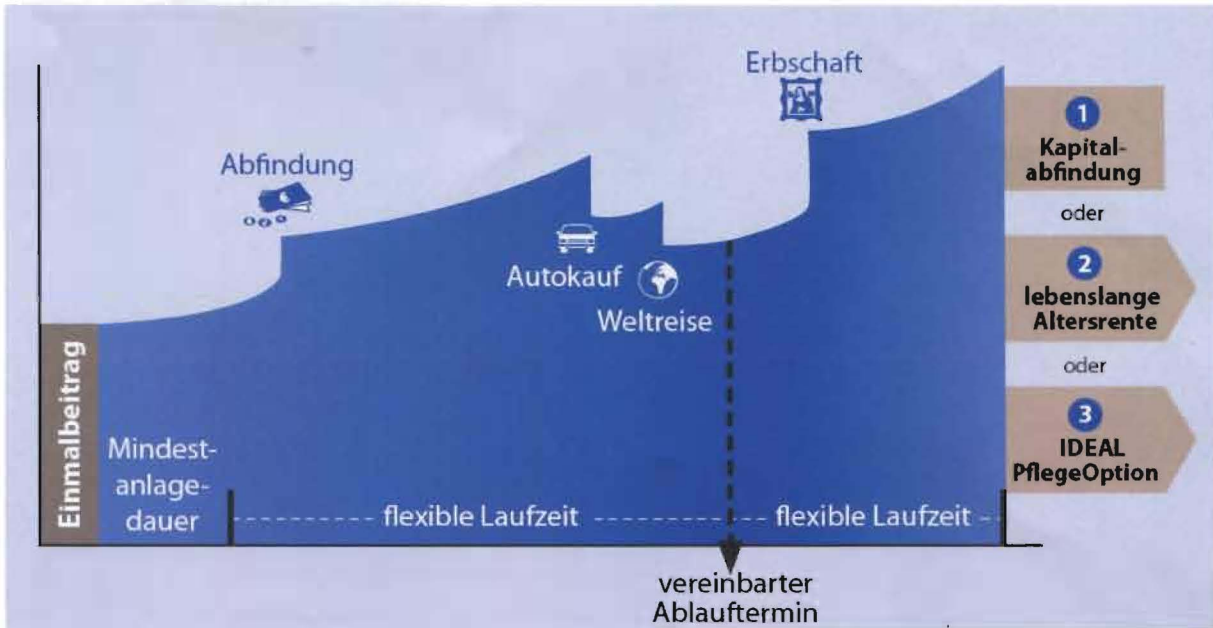 Erbschaft
Abfindung
Autokauf
Weltreise
Einmalbeitrag
Mindest-
anlage-
dauer
flexible Laufzeit
flexible Laufzeit
vereinbarter
Ablauftermin
1
Kapital-
abfindung
oder
2
lebenslange
Altersrente
oder
3
IDEAL
PflegeOption